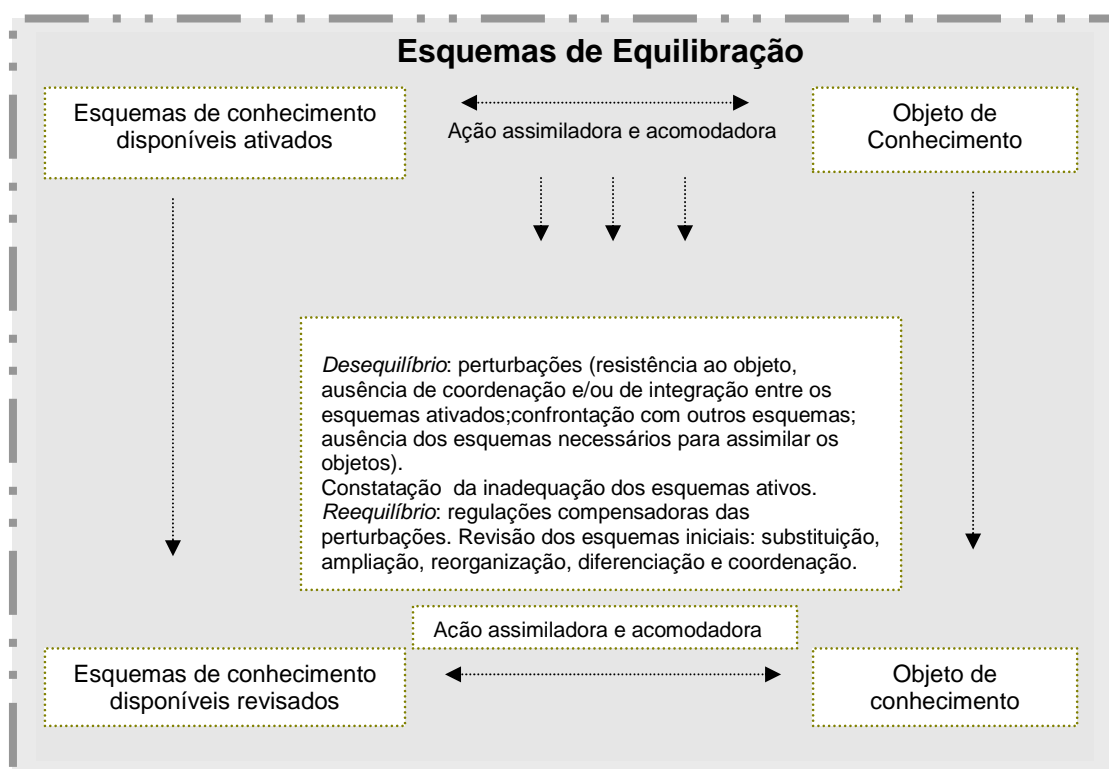 Esquemas de Equilibração
Esquemas de conhecimento
disponíveis ativados
Ação assimiladora e acomodadora
Objeto de
Conhecimento
Desequilíbrio: perturbações (resistência ao objeto,
ausência de coordenação e/ou de integração entre os
esquemas ativados;confrontação com outros esquemas;
ausência dos esquemas necessários para assimilar os
objetos).
Constatação da inadequação dos esquemas ativos.
Reequilíbrio: regulações compensadoras das
perturbações. Revisão dos esquemas iniciais: substituição,
ampliação, reorganização, diferenciação e coordenação.
Acão assimiladora e acomodadora
Esquemas de conhecimento
disponíveis revisados
Objeto de
conhecimento